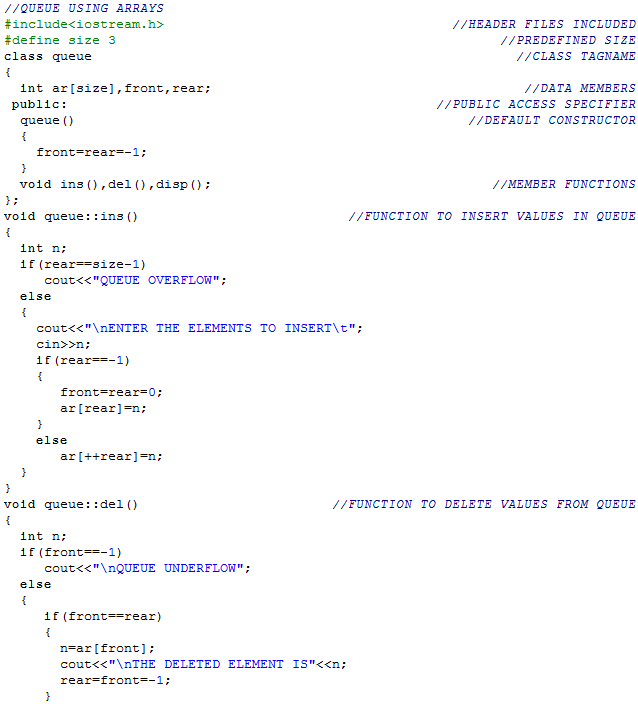 //QUEUE USING ARRAYS
#include<iostream.h> //HEADER FILES INCLUDED
#define size 3 //PREDEFINED SIZE
class queue //CLASS TAGNAME
{
int ar[size],front,rear; //DATA MEMBERS
public: //PUBLIC ACCESS SPECIFIER
queue() //DEFAULT CONSTRUCTOR
{
front=rear=-1;
}
void ins(),del(),disp(); //MEMBER FUNCTIONS
};
void queue::ins() //FUNCTION TO INSERT VALUES IN QUEUE
{
int n;
if(rear==size-1)
cout<<"QUEUE OVERFLOW";
else
{
cout<<"\nENTER THE ELEMENTS TO INSERT\t";
cin>>n;
if(rear==-1)
{
front=rear=0;
ar[rear]=n;
}
else
ar[++rear]=n;
}
}
void queue::del() //FUNCTION TO DELETE VALUES FROM QUEUE
{
int n;
if(front==-1)
cout<<"\nQUEUE UNDERFLOW";
else
{
if(front==rear)
{
n=ar[front];
cout<<"\nTHE DELETED ELEMENT IS"<<n;
rear=front=-1;
}